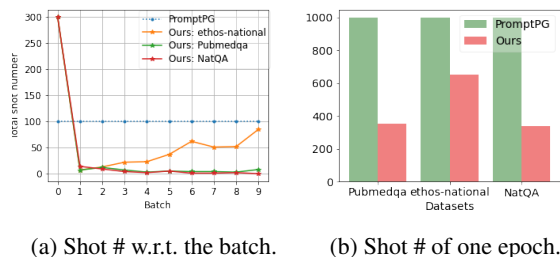 300
250
200
150
100
50
0
local shot number
0 1 2 3 4 5 6 7 8 9
Batch
PromptPG
Ours: ethos-national
Ours: Pubmedqa
Ours: NatQA
(a) Shot # w.r.t. the batch.
1000
800
600
400
200
0
Pubmedqa ethos-national NatQA
Datasets
PromptPG
Ours
(b) Shot # of one epoch.